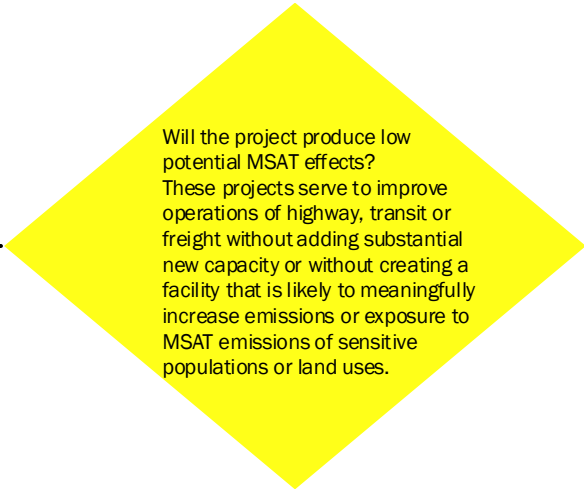 Will the project produce low
potential MSAT effects?
These projects serve to improve
operations of highway, transit or
freight without adding substantial
new capacity or without creating a
facility that is likely to meaningfully
increase emissions or exposure to
MSAT emissions of sensitive
populations or land uses.